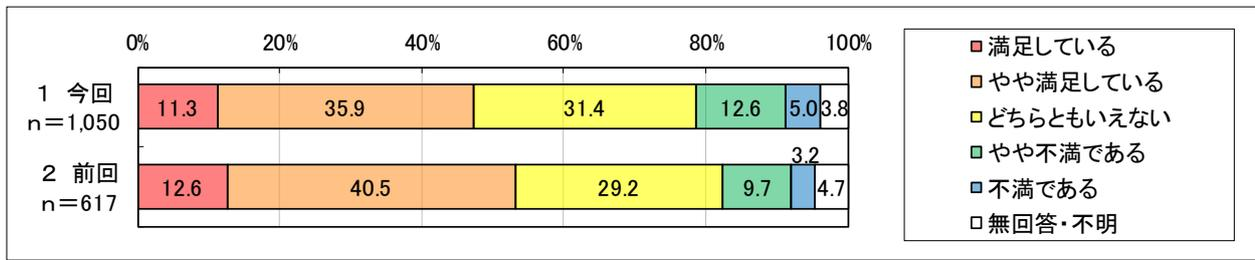 0% 20% 40% 60% 80% 100%
1 今回
n=1,050
11.3 35.9 31.4 12.6 5.0 3.8
2 前回
n=617
12.6 40.5 29.2 9.7 3.2 4.7
満足している
やや満足している
どちらともいえない
やや不満である
不満である
無回答・不明